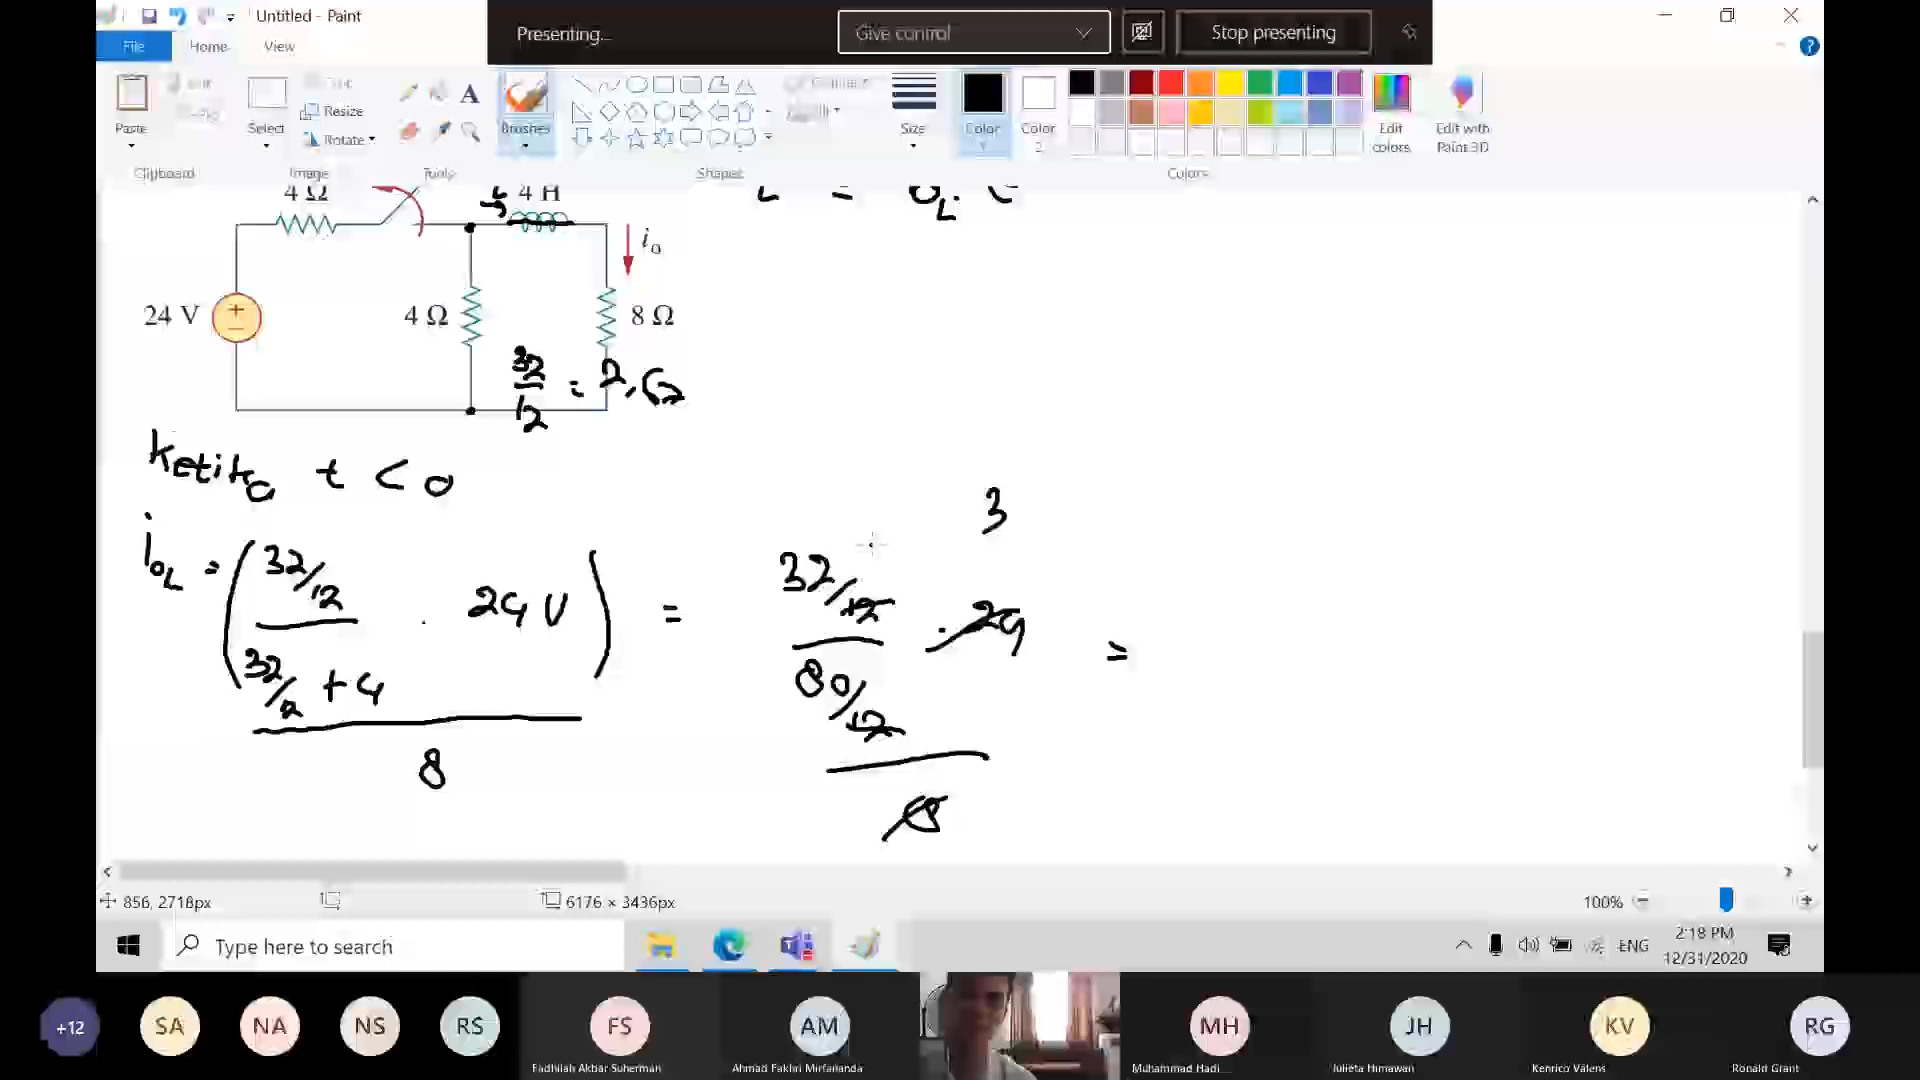 Untitled - Paint
Presenting...
Give control
Stop presenting
File
Home
View
Paste
Select
Resize
Rotate
A
Brushes
Size
Color
Color
2
Edit
colors
Edit with
Paint 3D
Clipboard
Image
Tools
Shapes
Colors
4 Ω
4 H
i₀
24 V
4 Ω
8 Ω
32/12 = 2,67
Ketika t < 0
i₀L = (32/12 / 32/12 + 4 . 24 V) / 8 = 32/12 / 80/12 . 24 / 8 =
3
856, 2718px
6176 × 3436px
100%
Type here to search
ENG
2:18 PM
12/31/2020
+12
SA
NA
NS
RS
FS
AM
MH
JH
KV
RG
Fadhilah Akbar Suherman
Ahmad Fakhri Mirfananda
Muhammad Hadi...
Julieta Himawan
Kenrico Valens
Ronald Grant